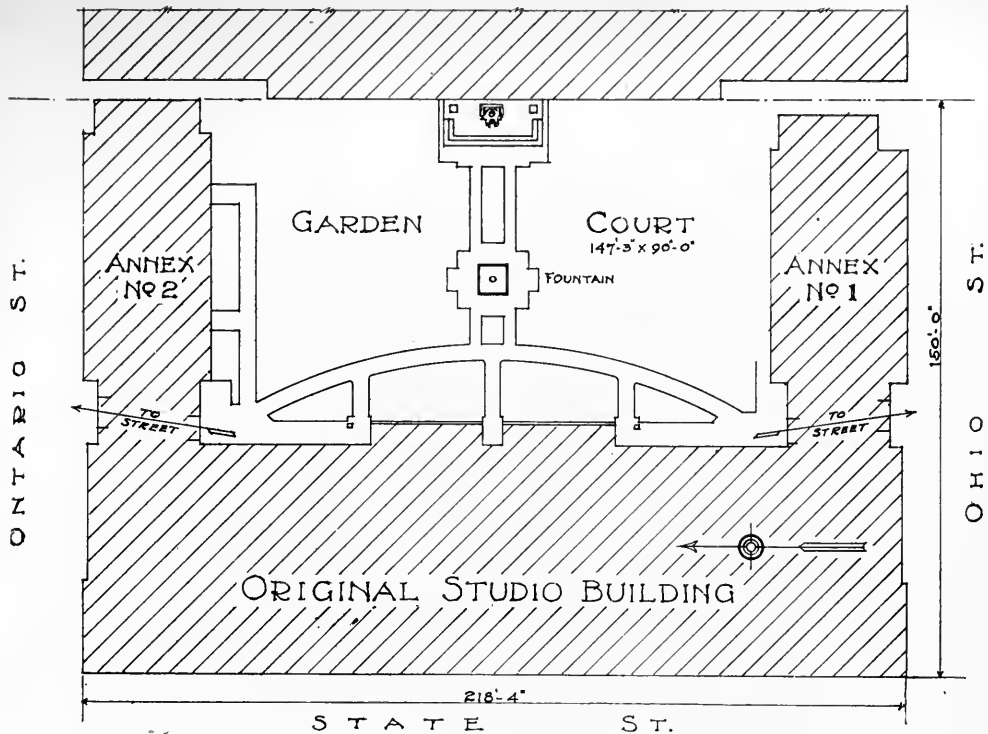 GARDEN COURT
147'-3" x 90'-0"
FOUNTAIN
ANNEX
No 2
ANNEX
No 1
ONTARIO ST.
OHIO ST.
150'-0"
TO
STREET
TO
STREET
ORIGINAL STUDIO BUILDING
218'-4"
STATE ST.